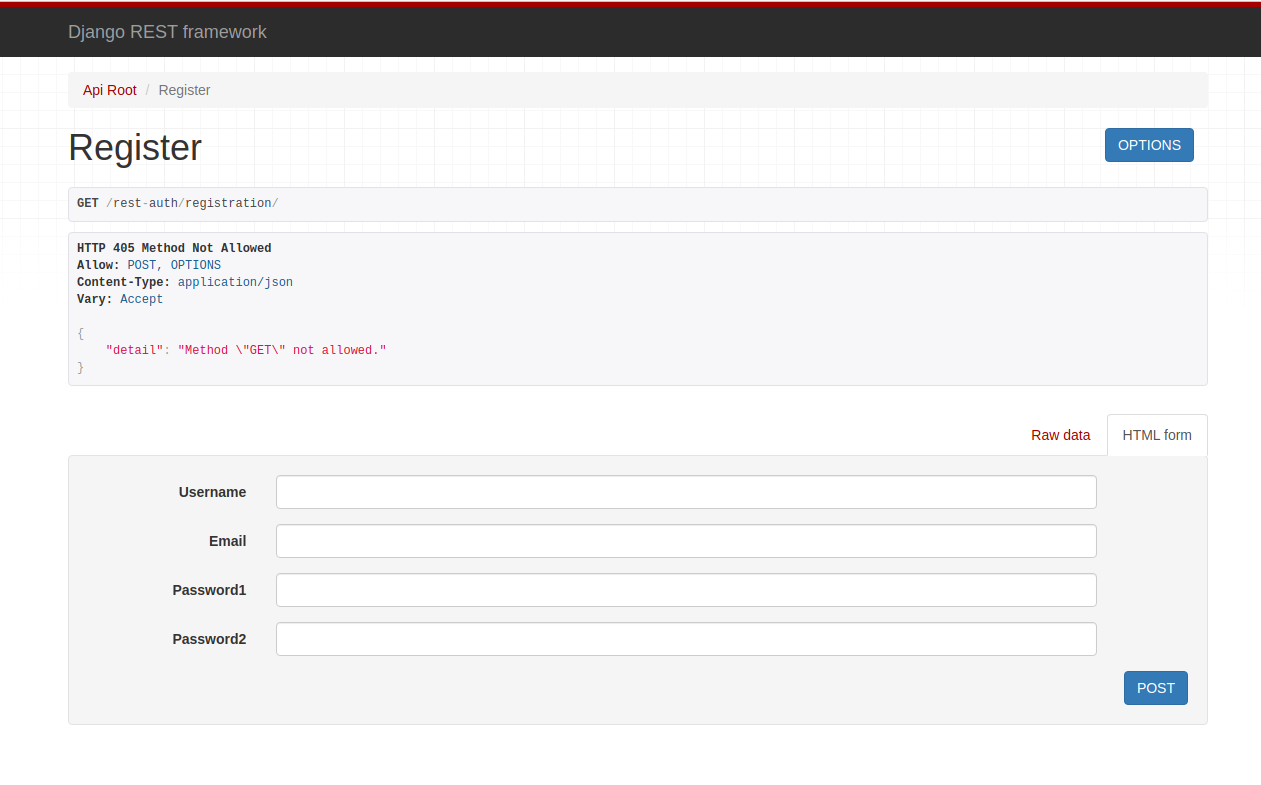 Django REST framework
Api Root / Register
Register
OPTIONS
GET /rest-auth/registration/
HTTP 405 Method Not Allowed
Allow: POST, OPTIONS
Content-Type: application/json
Vary: Accept
{
    "detail": "Method \"GET\" not allowed."
}
Raw data
HTML form
Username
Email
Password1
Password2
POST